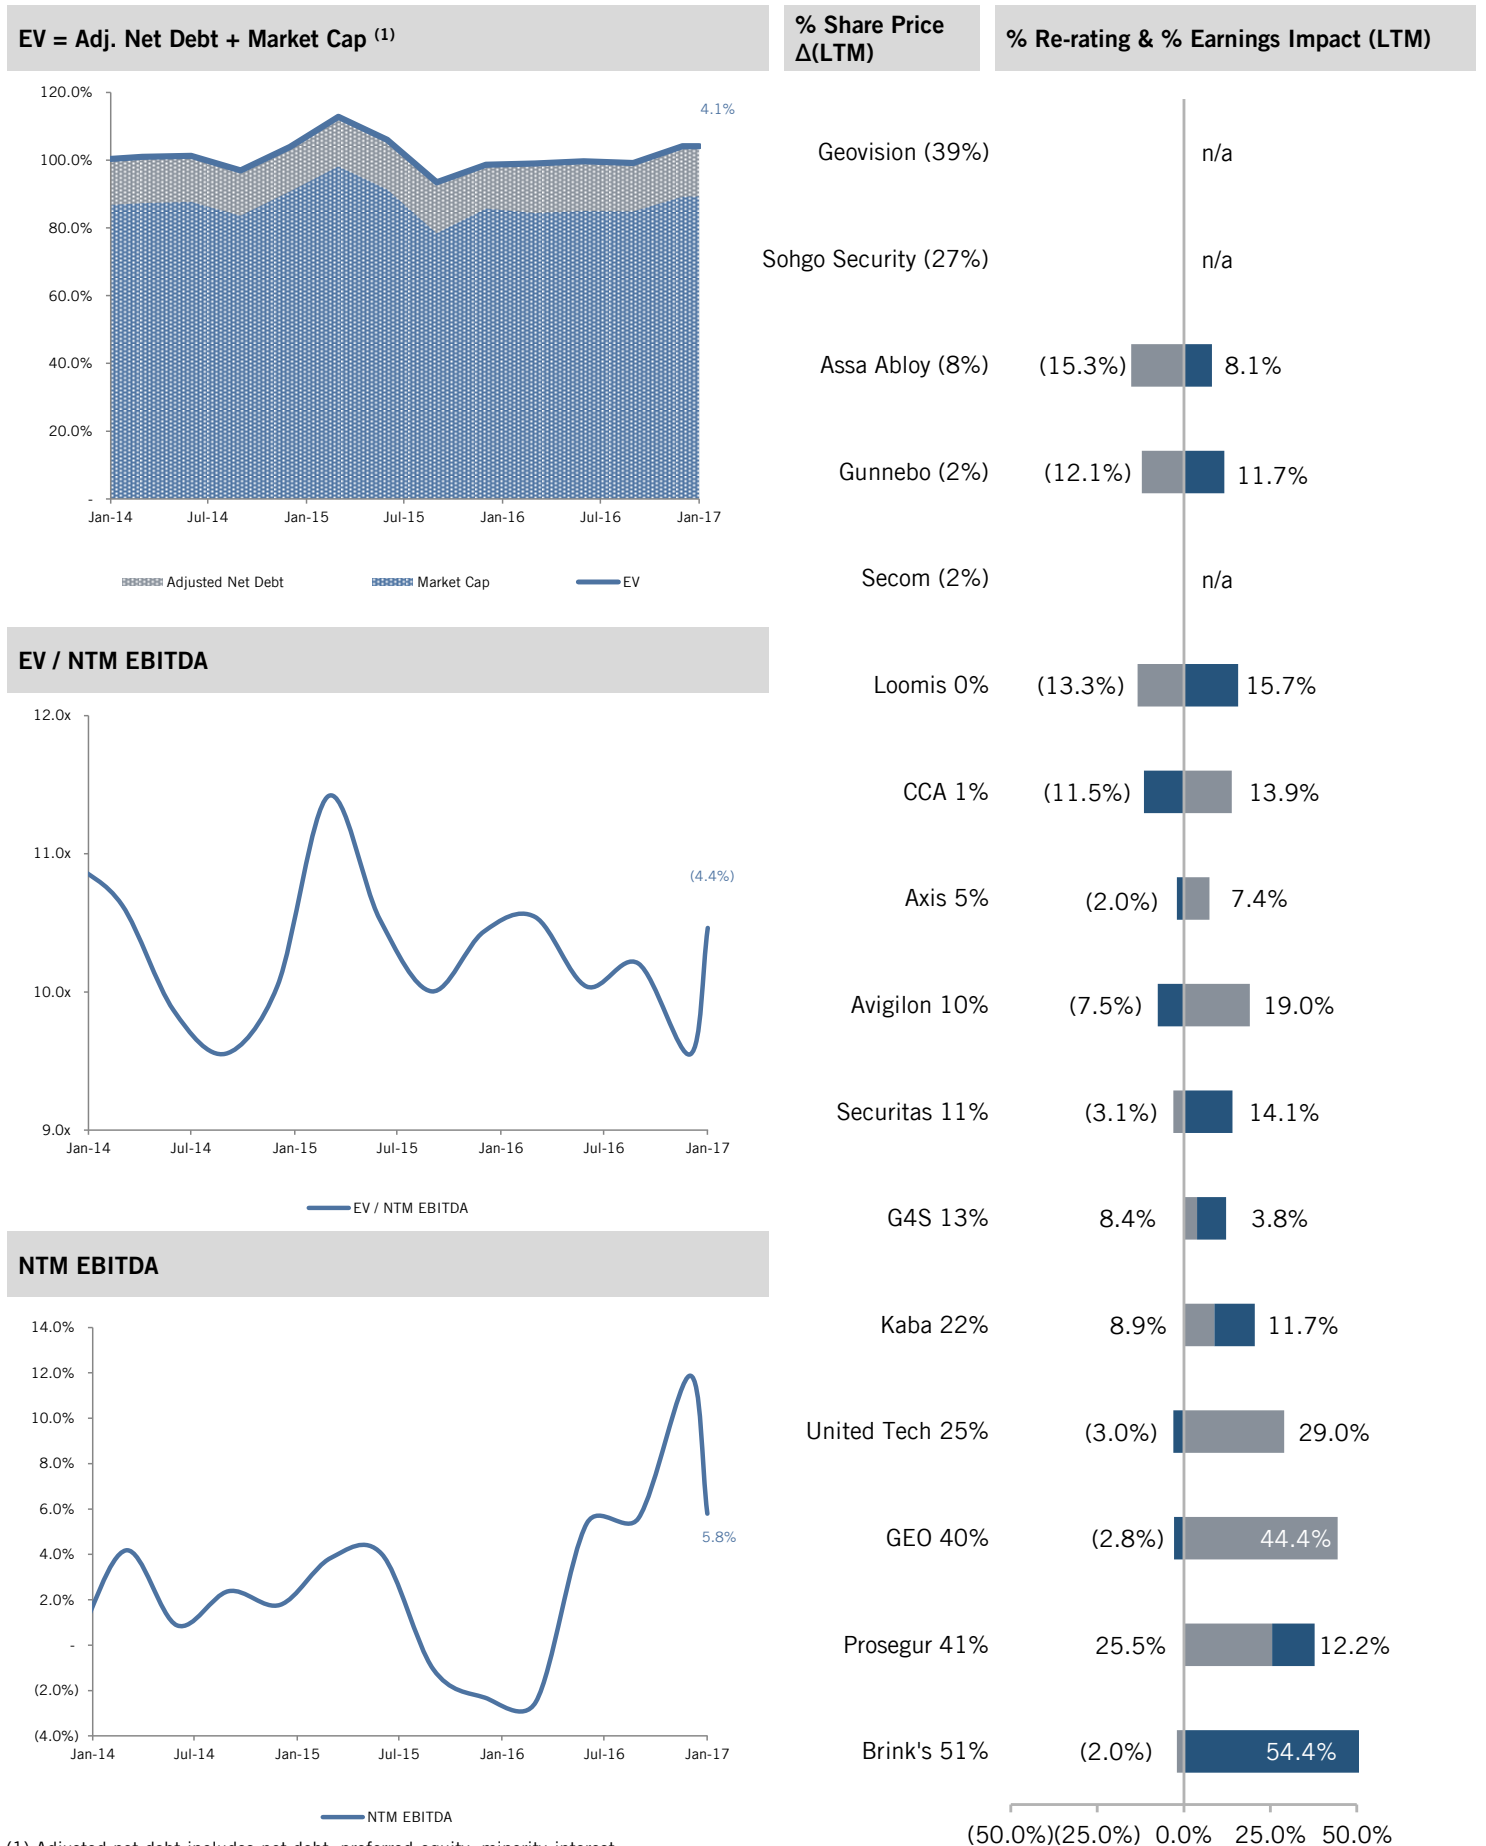 EV = Adj. Net Debt + Market Cap (1)
120.0%
100.0%
80.0%
60.0%
40.0%
20.0%
-
4.1%
Jan-14 Jul-14 Jan-15 Jul-15 Jan-16 Jul-16 Jan-17
Adjusted Net Debt Market Cap EV
EV / NTM EBITDA
12.0x
11.0x
10.0x
9.0x
(4.4%)
Jan-14 Jul-14 Jan-15 Jul-15 Jan-16 Jul-16 Jan-17
EV / NTM EBITDA
NTM EBITDA
14.0%
12.0%
10.0%
8.0%
6.0%
4.0%
2.0%
-
(2.0%)
(4.0%)
5.8%
Jan-14 Jul-14 Jan-15 Jul-15 Jan-16 Jul-16 Jan-17
NTM EBITDA
(1) Adjusted net debt includes net debt, preferred equity, minority interest
% Share Price
Δ(LTM)
% Re-rating & % Earnings Impact (LTM)
Geovision (39%) n/a
Sohgo Security (27%) n/a
Assa Abloy (8%) (15.3%) 8.1%
Gunnebo (2%) (12.1%) 11.7%
Secom (2%) n/a
Loomis 0% (13.3%) 15.7%
CCA 1% (11.5%) 13.9%
Axis 5% (2.0%) 7.4%
Avigilon 10% (7.5%) 19.0%
Securitas 11% (3.1%) 14.1%
G4S 13% 8.4% 3.8%
Kaba 22% 8.9% 11.7%
United Tech 25% (3.0%) 29.0%
GEO 40% (2.8%) 44.4%
Prosegur 41% 25.5% 12.2%
Brink's 51% (2.0%) 54.4%
(50.0%)(25.0%) 0.0% 25.0% 50.0%